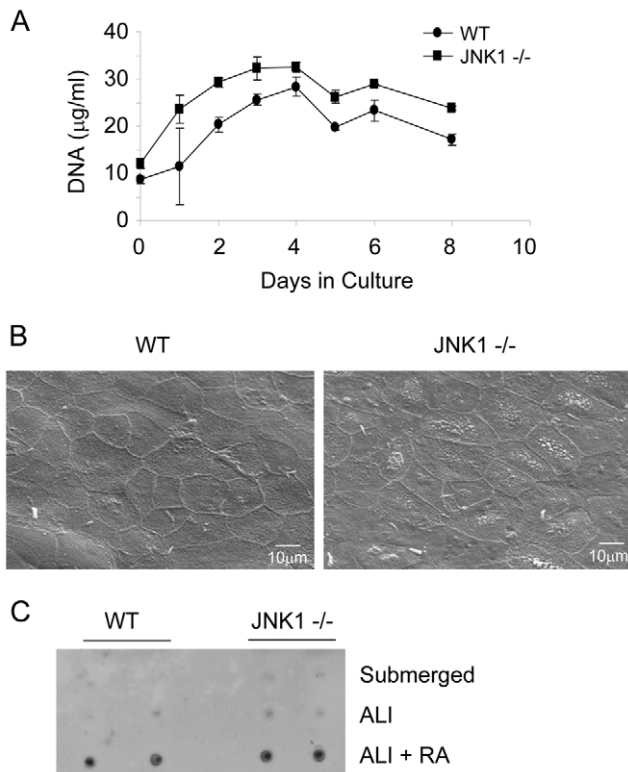 A
WT
JNK1 -/-
40
30
20
10
0
DNA (µg/ml)
0 2 4 6 8 10
Days in Culture
B
WT JNK1 -/-
10µm 10µm
C
WT JNK1 -/-
Submerged
ALI
ALI + RA